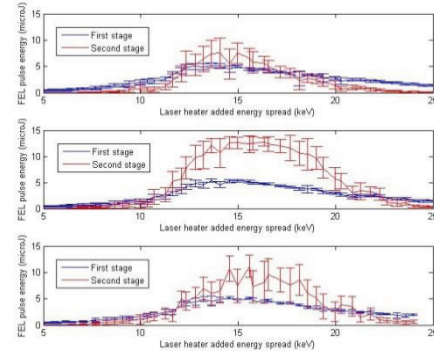 FEL pulse energy (microJ)
15
10
5
0
First stage
Second stage
5 10 15 20 25
Laser heater added energy spread (keV)
FEL pulse energy (microJ)
15
10
5
0
First stage
Second stage
5 10 15 20 25
Laser heater added energy spread (keV)
FEL pulse energy (microJ)
15
10
5
0
First stage
Second stage
5 10 15 20 25
Laser heater added energy spread (keV)